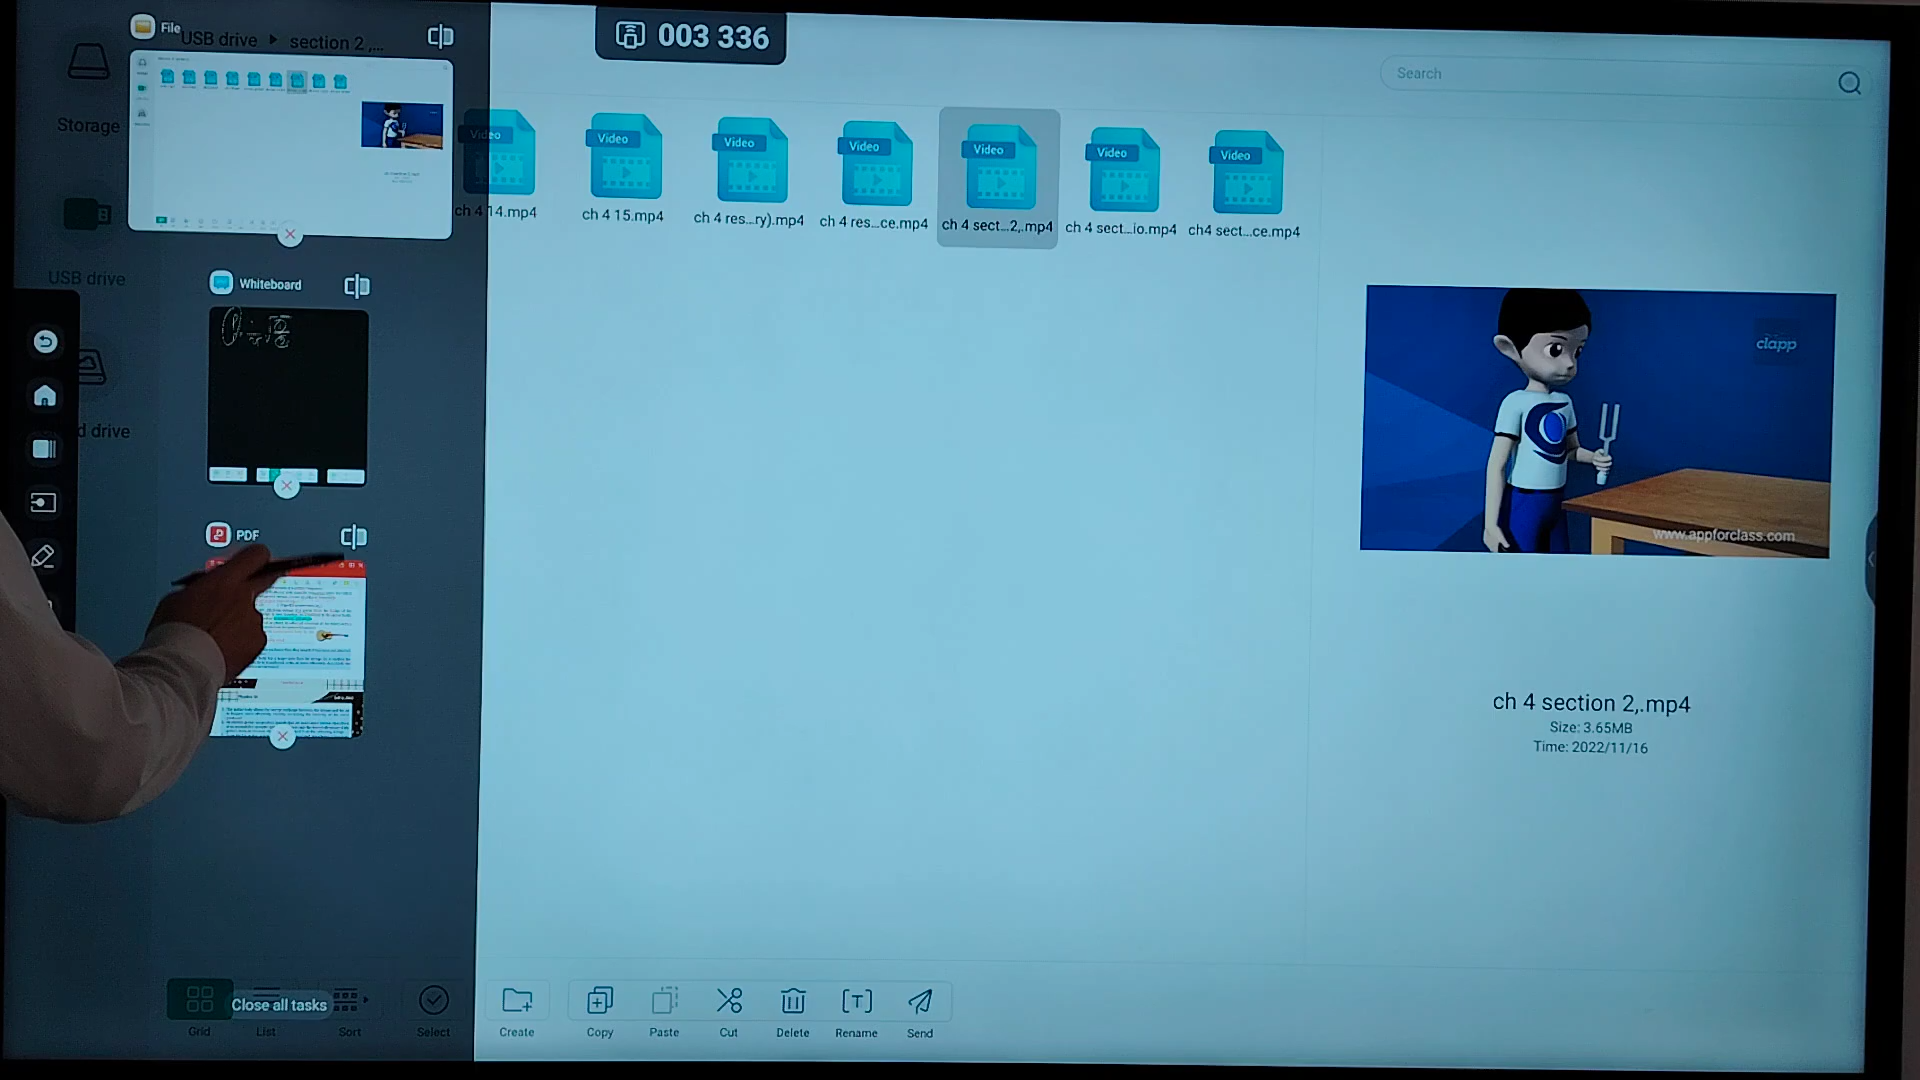 File
USB drive ▸ section 2 ,...
003 336
Search
Storage
Video
ch 4 14.mp4
Video
ch 4 15.mp4
Video
ch 4 res...ry).mp4
Video
ch 4 res...ce.mp4
Video
ch 4 sect...2,.mp4
Video
ch 4 sect...io.mp4
Video
ch4 sect...ce.mp4
USB drive
Whiteboard
d drive
clapp
www.appforclass.com
PDF
ch 4 section 2,.mp4
Size: 3.65MB
Time: 2022/11/16
Close all tasks
Grid
List
Sort
Select
Create
Copy
Paste
Cut
Delete
Rename
Send